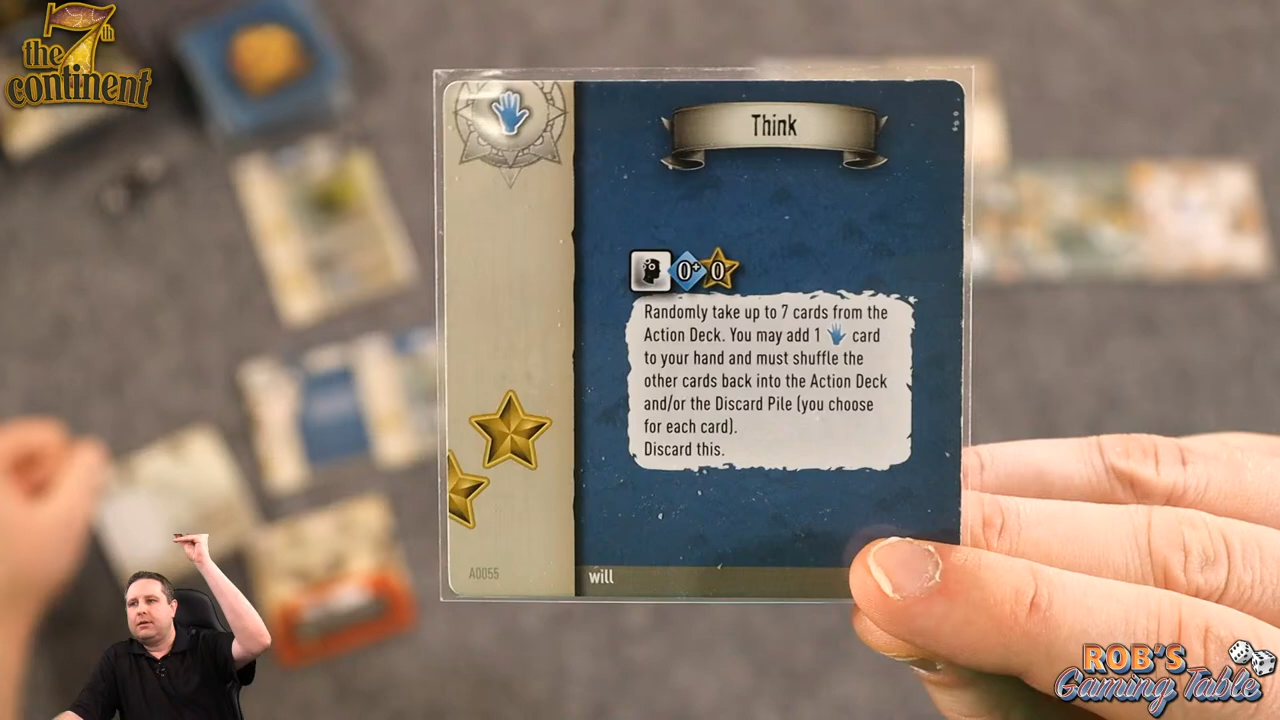 the 7th continent
Think
0+ 0
Randomly take up to 7 cards from the
Action Deck. You may add 1 card
to your hand and must shuffle the
other cards back into the Action Deck
and/or the Discard Pile (you choose
for each card).
Discard this.
A0055
will
ROB'S
Gaming Table